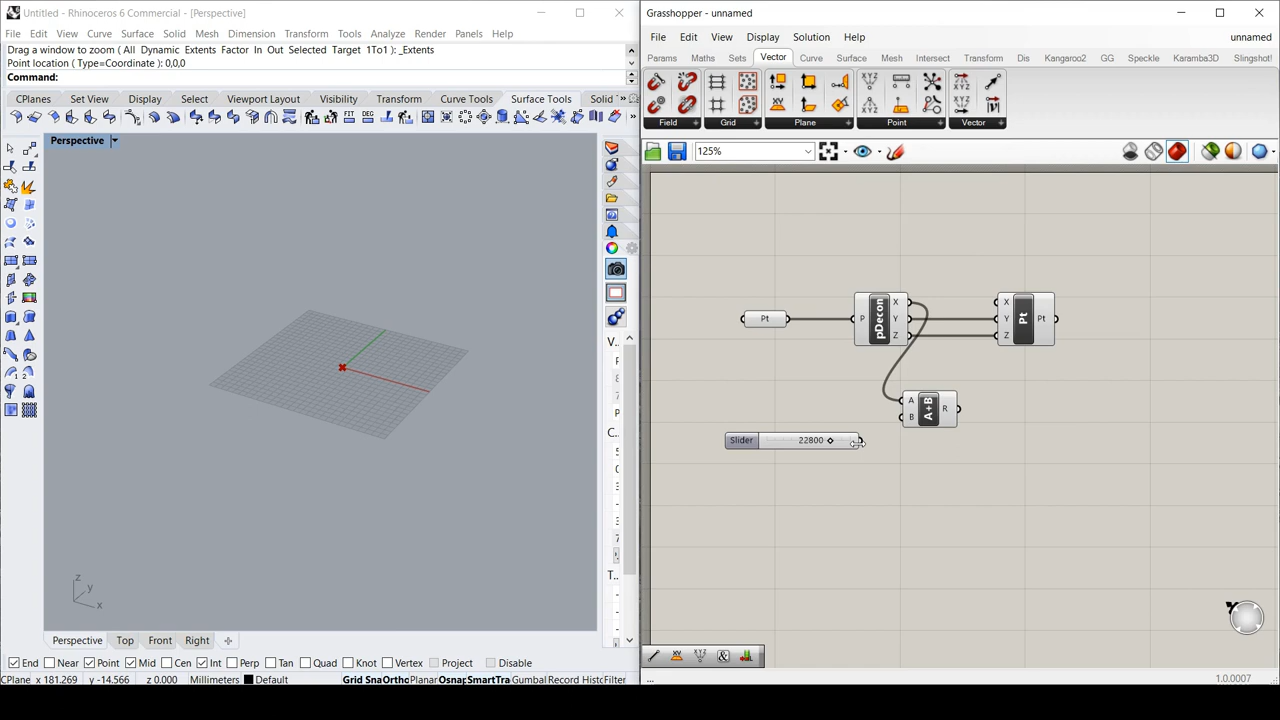 Untitled - Rhinoceros 6 Commercial - [Perspective]
File Edit View Curve Surface Solid Mesh Dimension Transform Tools Analyze Render Panels Help
Drag a window to zoom ( All Dynamic Extents Factor In Out Selected Target 1To1 ) _Extents
Point location ( Type=Coordinate ): 0,0,0
Command:
CPlanes Set View Display Select Viewport Layout Visibility Transform Curve Tools Surface Tools Solid
Perspective
z
y
x
V...
C...
T...
Perspective Top Front Right
End Near Point Mid Cen Int Perp Tan Quad Knot Vertex Project Disable
CPlane x 181.269 y -14.566 z 0.000 Millimeters Default Grid Sna Ortho Planar Osnap SmartTra Gumbal Record Histo Filter
Grasshopper - unnamed
File Edit View Display Solution Help unnamed
Params Maths Sets Vector Curve Surface Mesh Intersect Transform Dis Kangaroo2 GG Speckle Karamba3D Slingshot!
Field Grid Plane Point Vector
125%
Pt
P pDecon X Y Z
X Y Z Pt Pt
A B A+B R
Slider 22800
...
1.0.0007